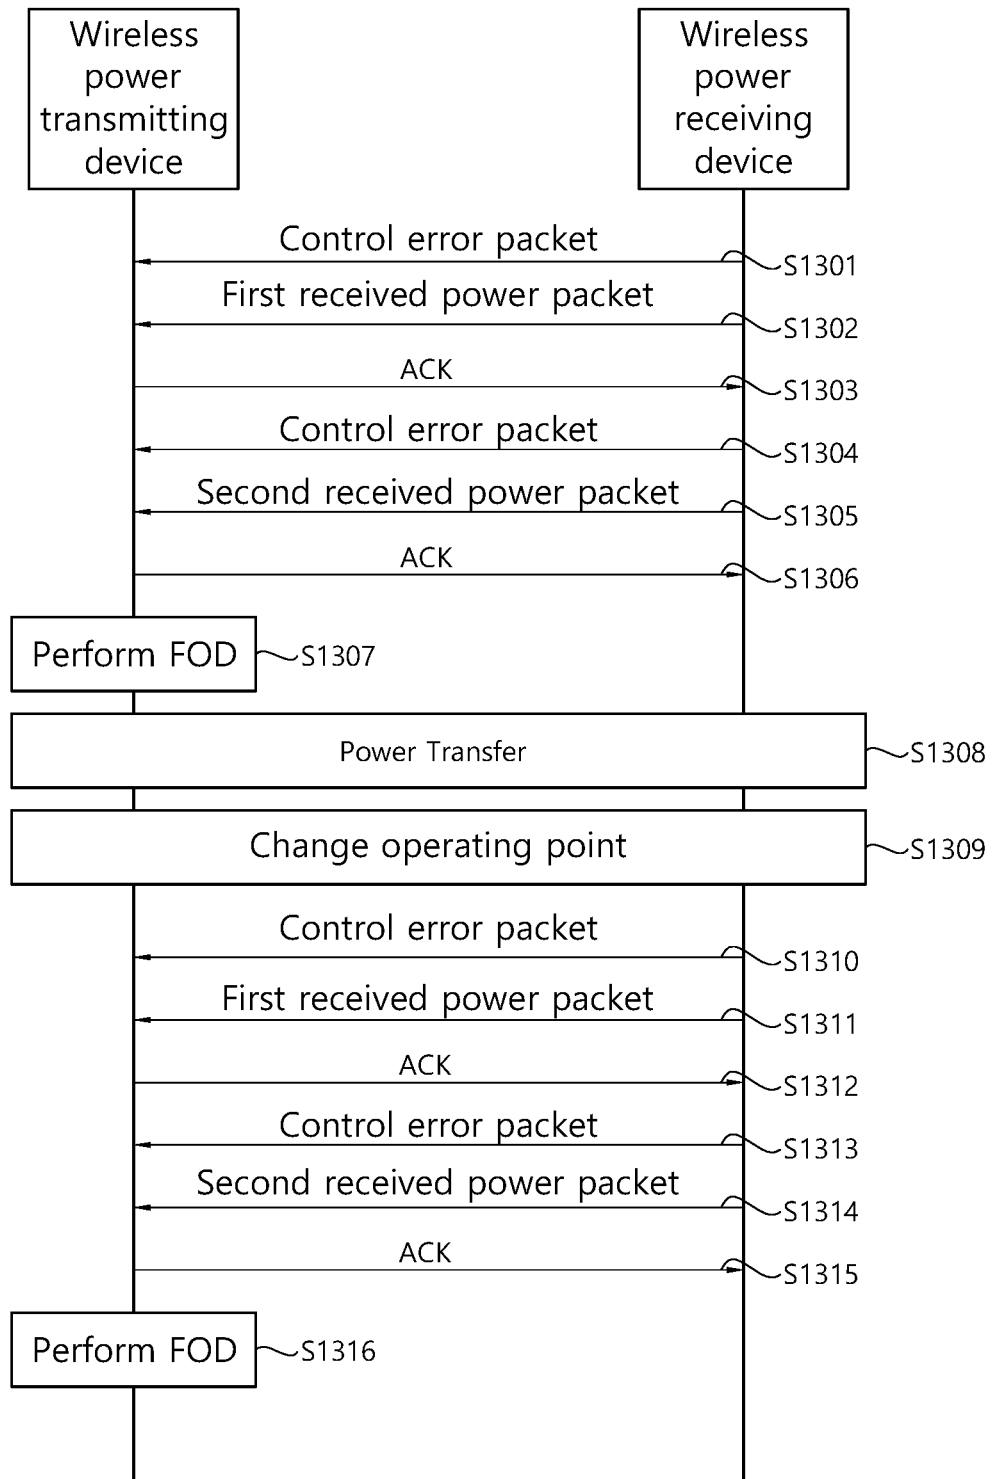 Wireless
power
transmitting
device
Wireless
power
receiving
device
Control error packet
S1301
First received power packet
S1302
ACK
S1303
Control error packet
S1304
Second received power packet
S1305
ACK
S1306
Perform FOD
S1307
Power Transfer
S1308
Change operating point
S1309
Control error packet
S1310
First received power packet
S1311
ACK
S1312
Control error packet
S1313
Second received power packet
S1314
ACK
S1315
Perform FOD
S1316